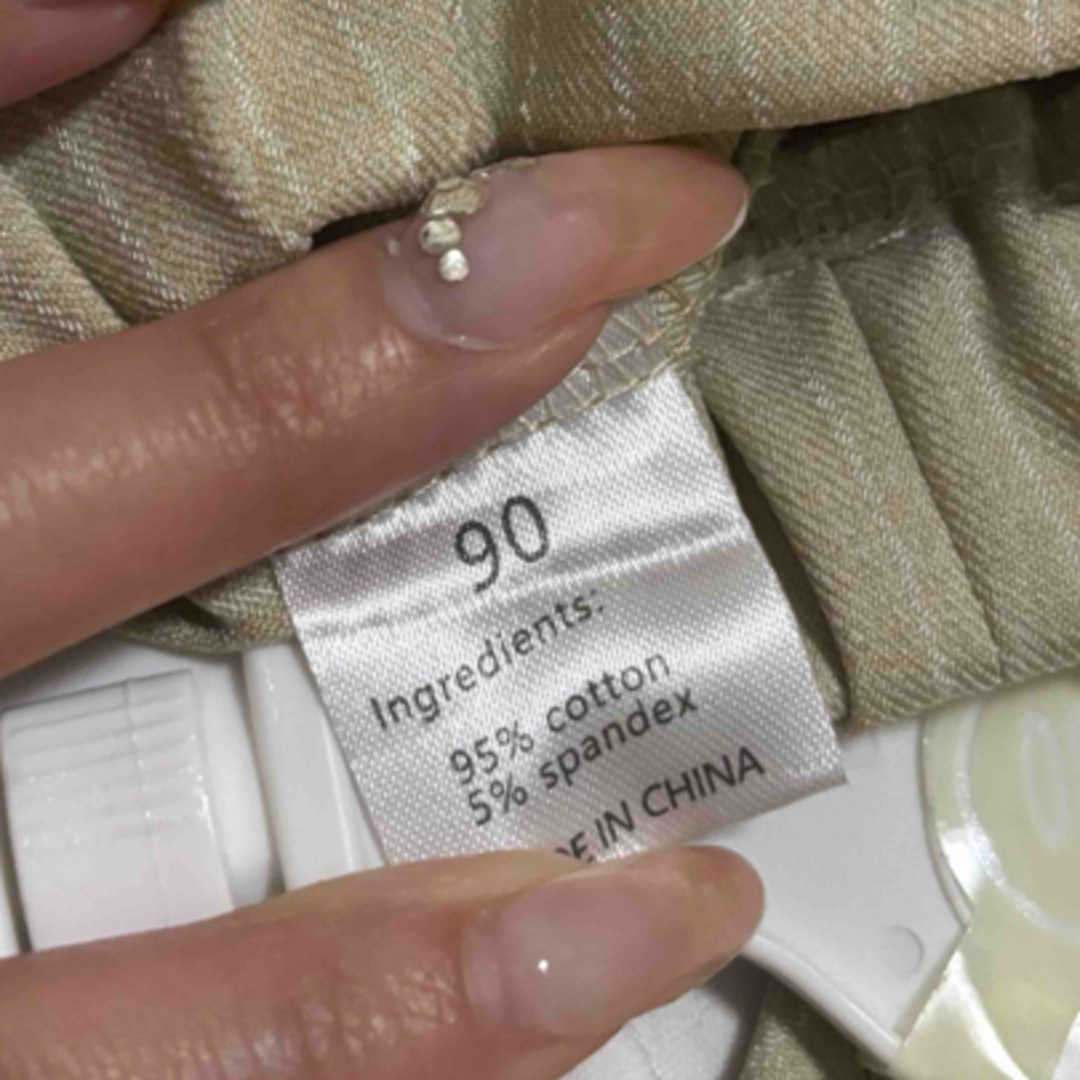 90
Ingredients:
95% cotton
5% spandex
IN CHINA